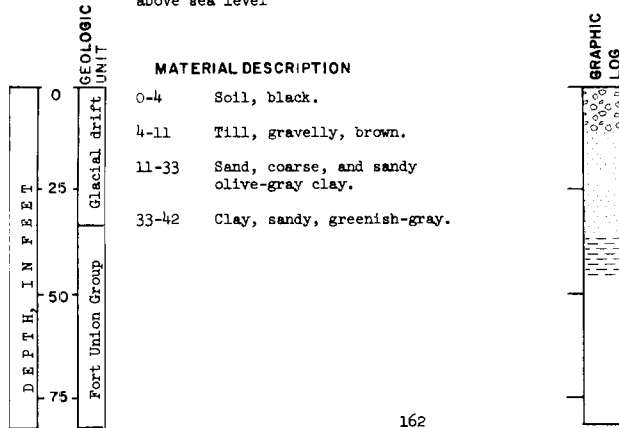 above sea level
GEOLOGIC
UNIT
GRAPHIC
LOG
MATERIAL DESCRIPTION
DEPTH, IN FEET
0
25
50
75
Glacial drift
Fort Union Group
0-4 Soil, black.
4-11 Till, gravelly, brown.
11-33 Sand, coarse, and sandy
olive-gray clay.
33-42 Clay, sandy, greenish-gray.
162